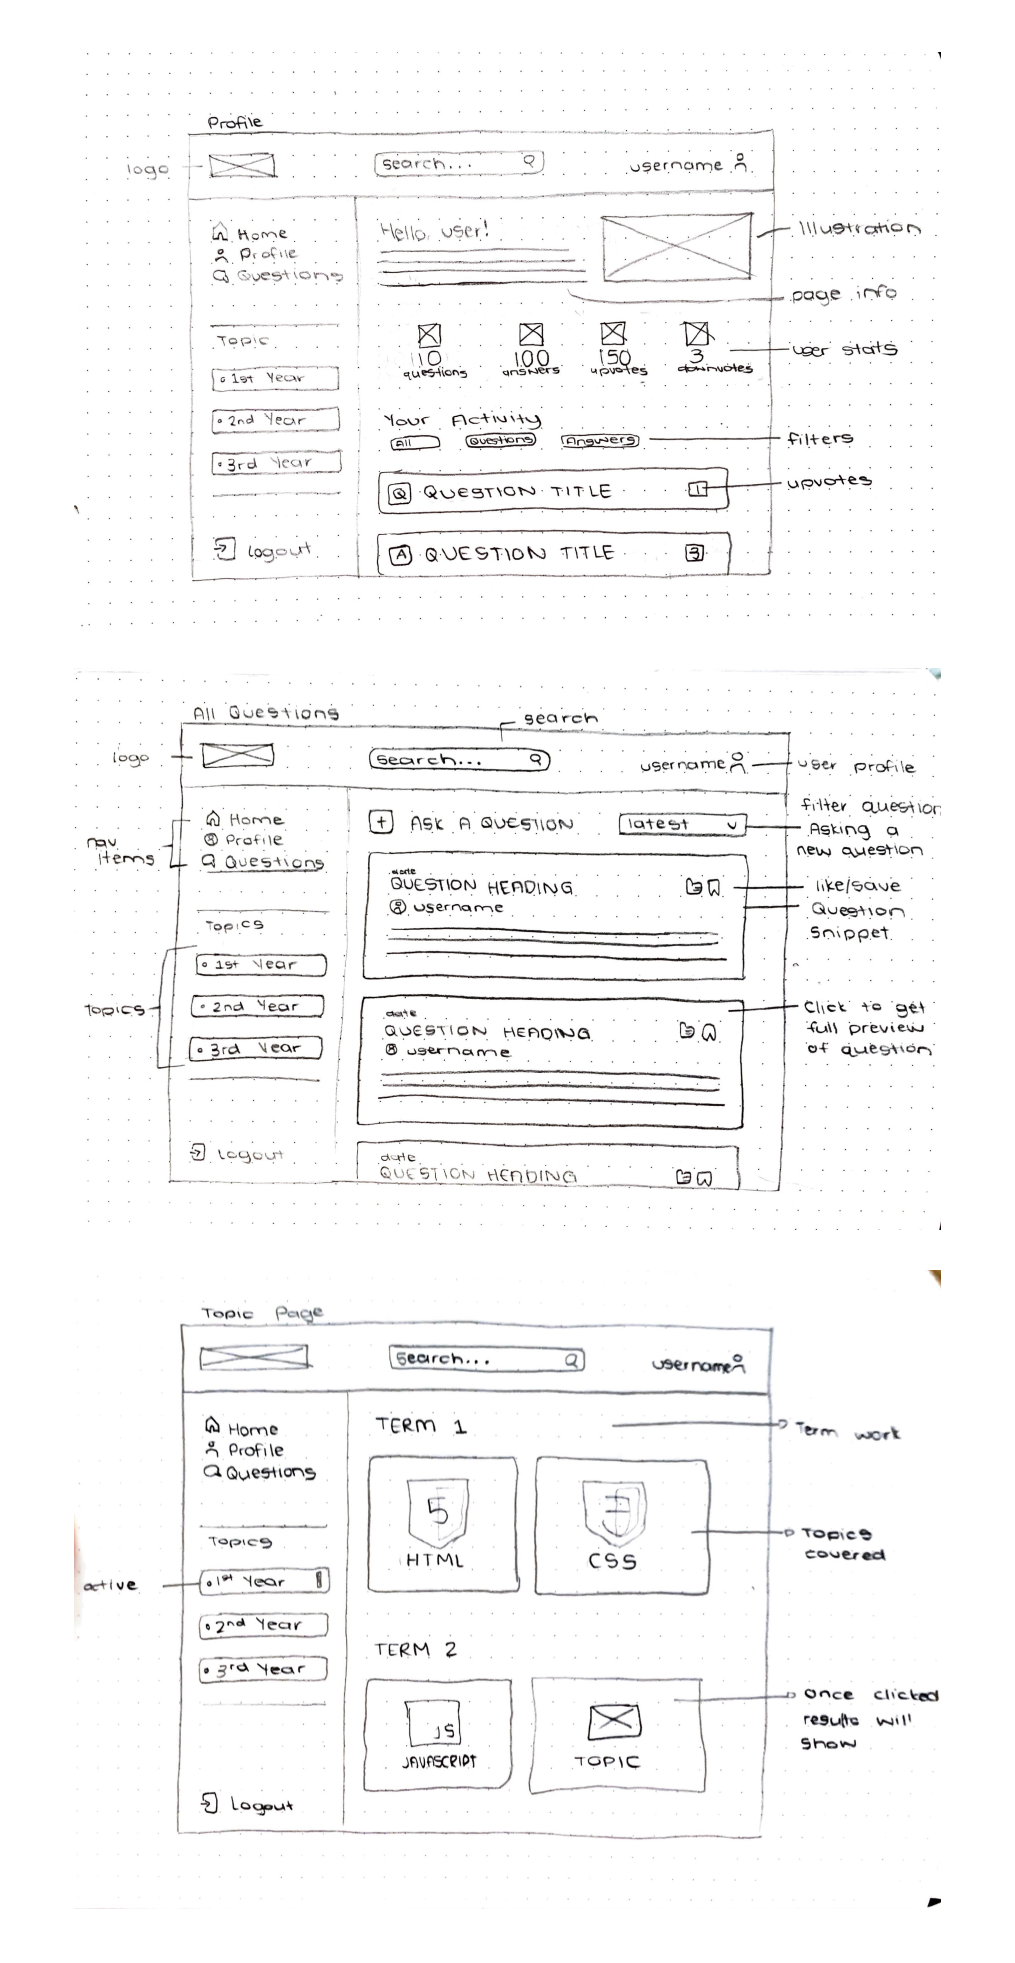 Profile
logo
search...
username
Home
Profile
Questions
Hello, user!
Illustration
page info
Topic
1st Year
2nd Year
3rd Year
10
questions
100
answers
150
upvotes
3
downvotes
user stats
Your Activity
All
Questions
Answers
filters
Q QUESTION TITLE 1
upvotes
A QUESTION TITLE 3
Logout
All Questions
search
logo
search...
username
user profile
nav
items
Home
Profile
Questions
+ ASK A QUESTION
latest
filter question
Asking a
new question
QUESTION HEADING
username
like/save
Question
Snippet
Topics
Topics
1st Year
2nd Year
3rd Year
date
QUESTION HEADING
username
Click to get
full preview
of question
Logout
date
QUESTION HEADING
Topic Page
search...
username
Home
Profile
Questions
TERM 1
Term work
5
HTML
3
CSS
Topics
covered
Topics
active
1st Year
2nd Year
3rd Year
TERM 2
JS
JAVASCRIPT
TOPIC
once clicked
results will
show
Logout